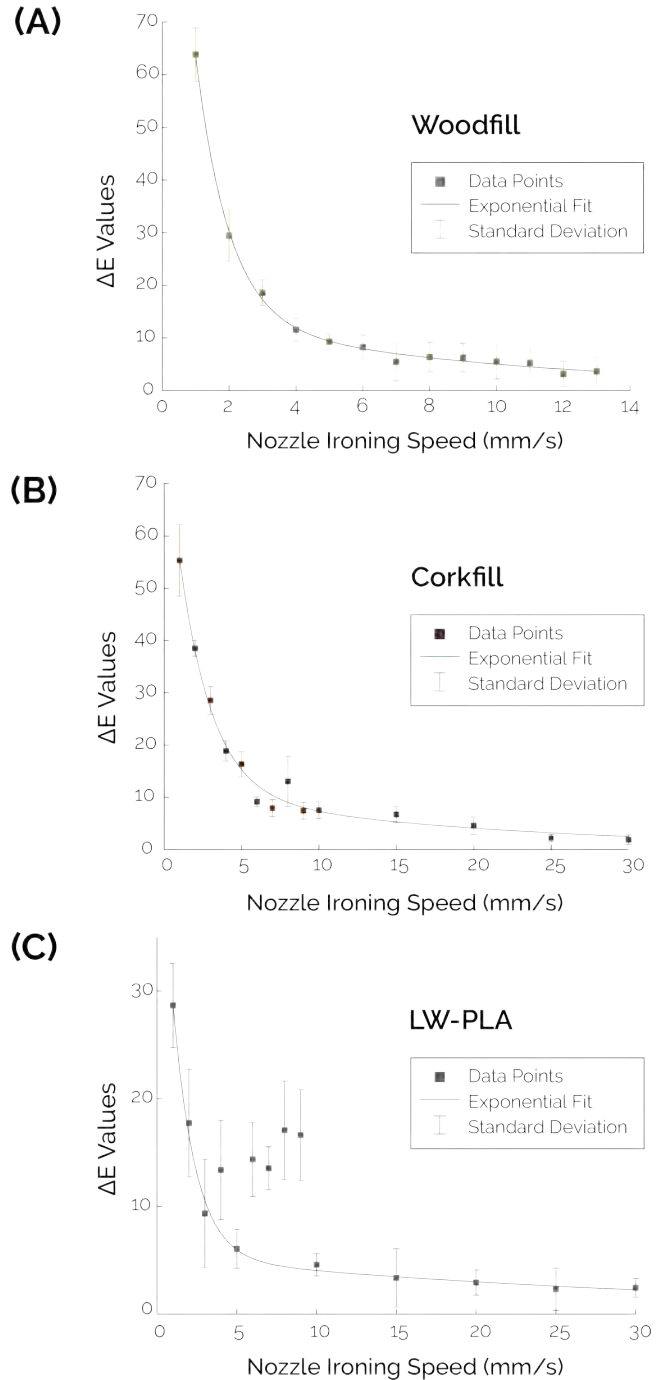 (A)
70
60
50
40
30
20
10
0
ΔE Values
Woodfill
Data Points
Exponential Fit
Standard Deviation
0 2 4 6 8 10 12 14
Nozzle Ironing Speed (mm/s)
(B)
70
60
50
40
30
20
10
0
ΔE Values
Corkfill
Data Points
Exponential Fit
Standard Deviation
0 5 10 15 20 25 30
Nozzle Ironing Speed (mm/s)
(C)
30
20
10
0
ΔE Values
LW-PLA
Data Points
Exponential Fit
Standard Deviation
0 5 10 15 20 25 30
Nozzle Ironing Speed (mm/s)